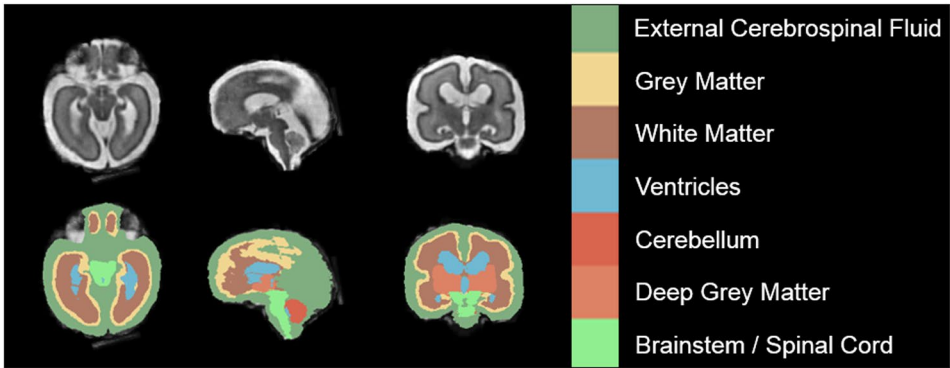 External Cerebrospinal Fluid
Grey Matter
White Matter
Ventricles
Cerebellum
Deep Grey Matter
Brainstem / Spinal Cord